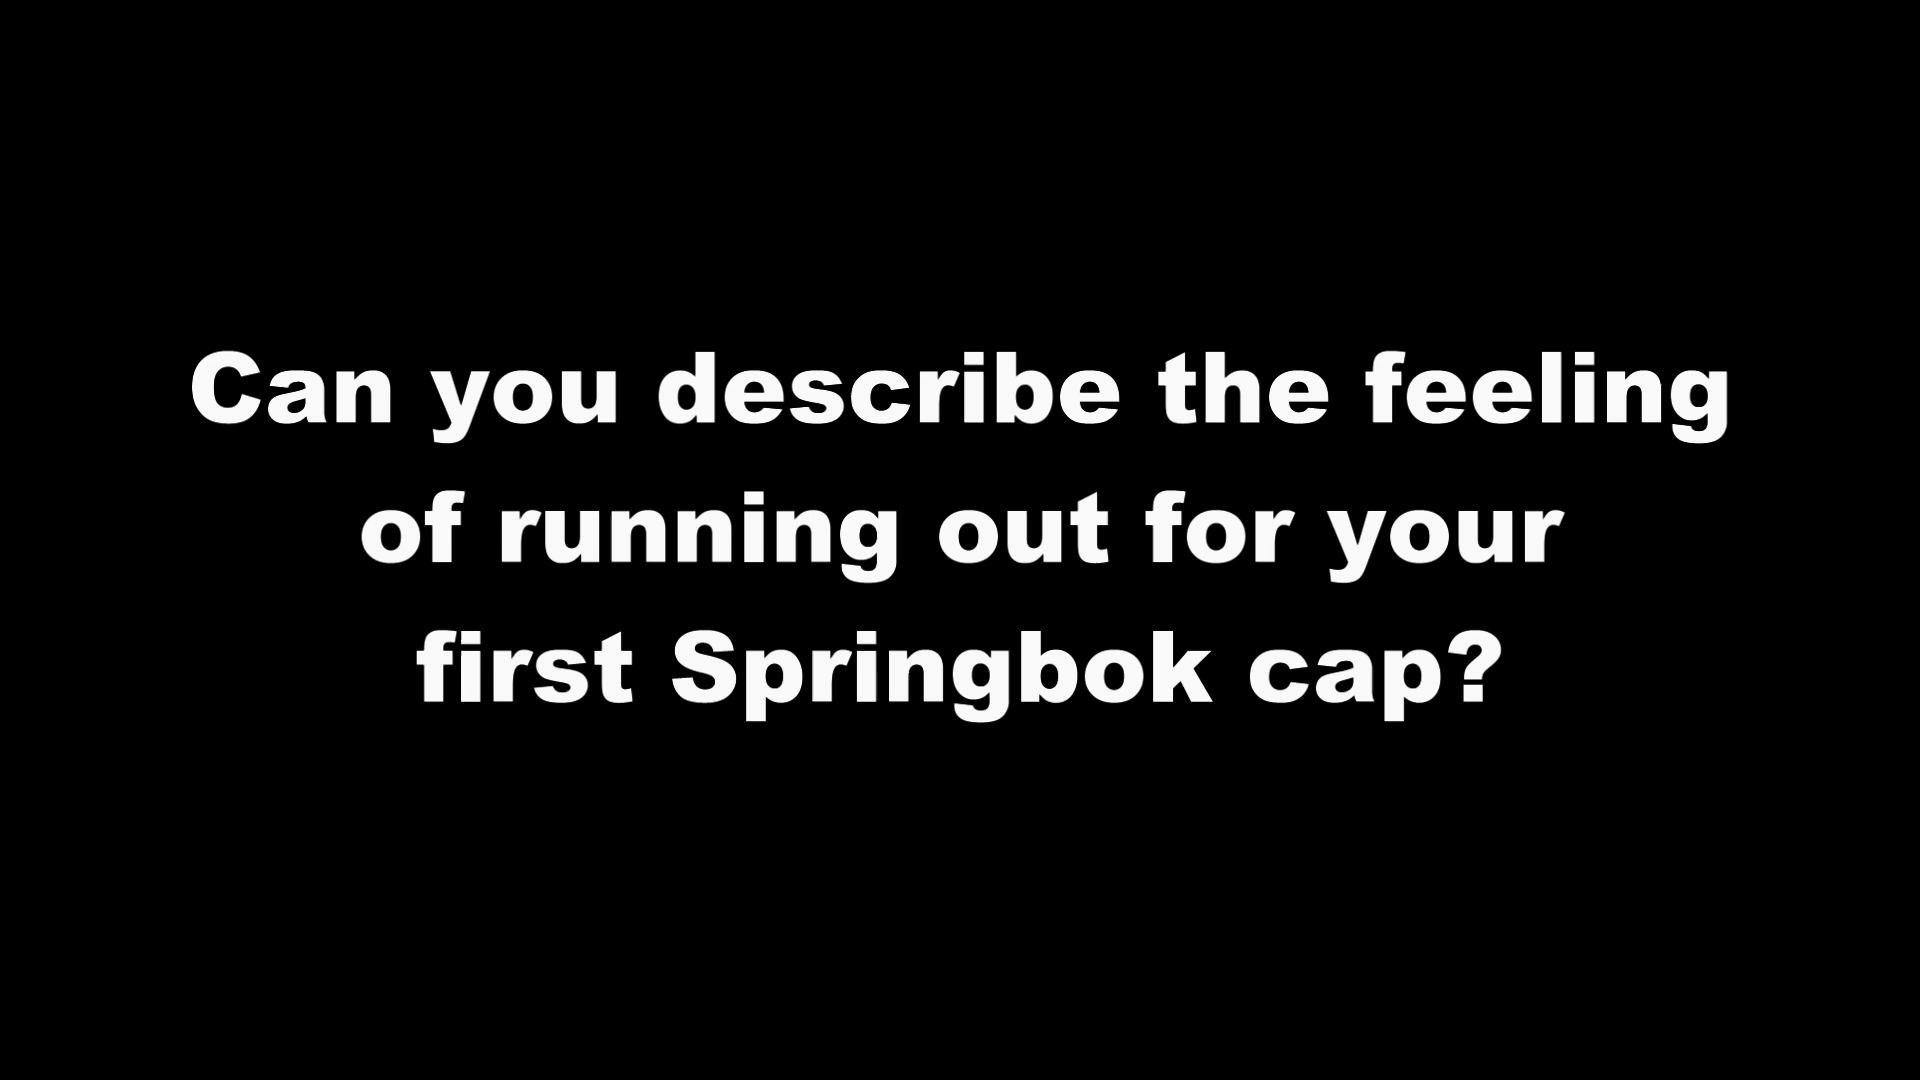 Can you describe the feeling
of running out for your
first Springbok cap?